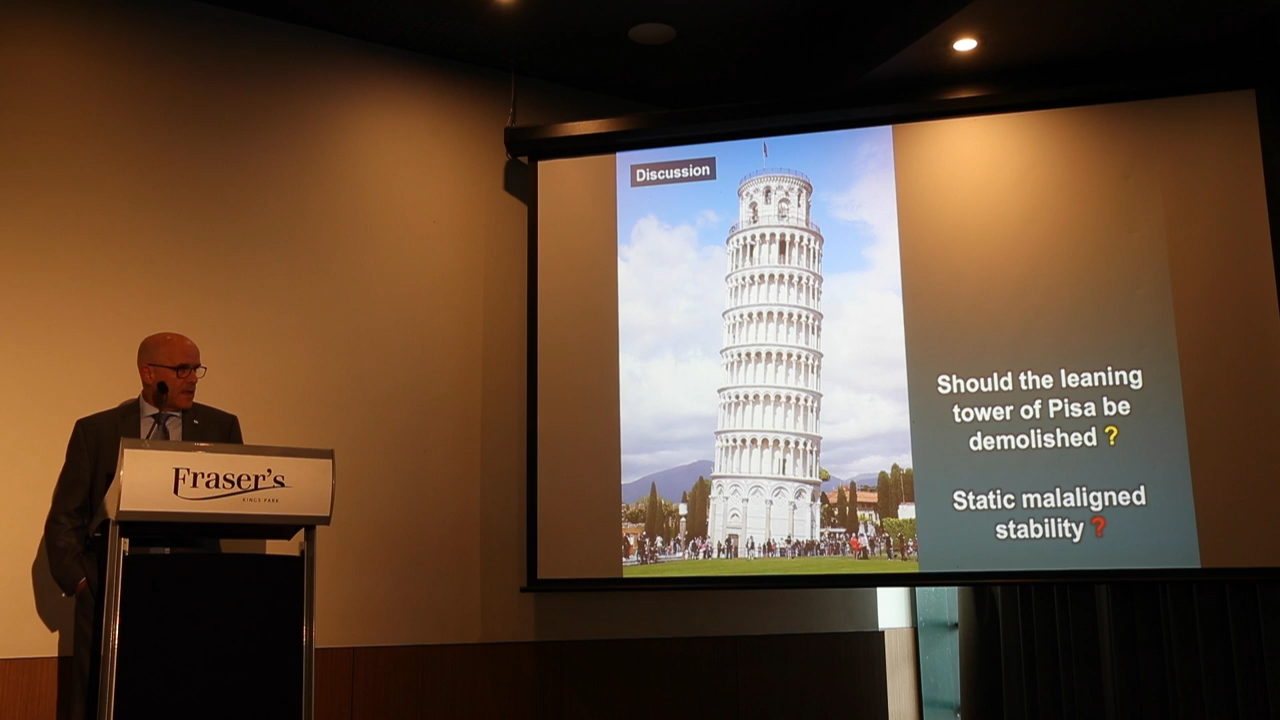 Discussion
Should the leaning
tower of Pisa be
demolished ?
Static malaligned
stability ?
Fraser's
KINGS PARK